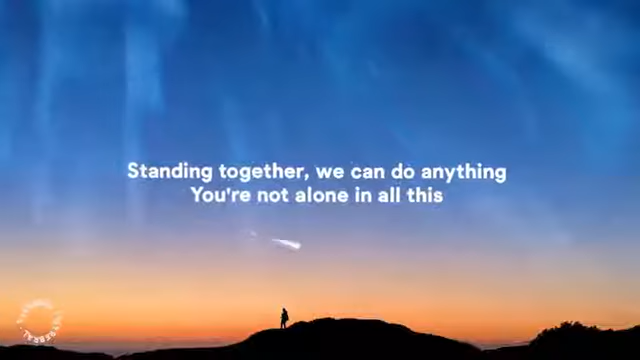 Standing together, we can do anything
You're not alone in all this